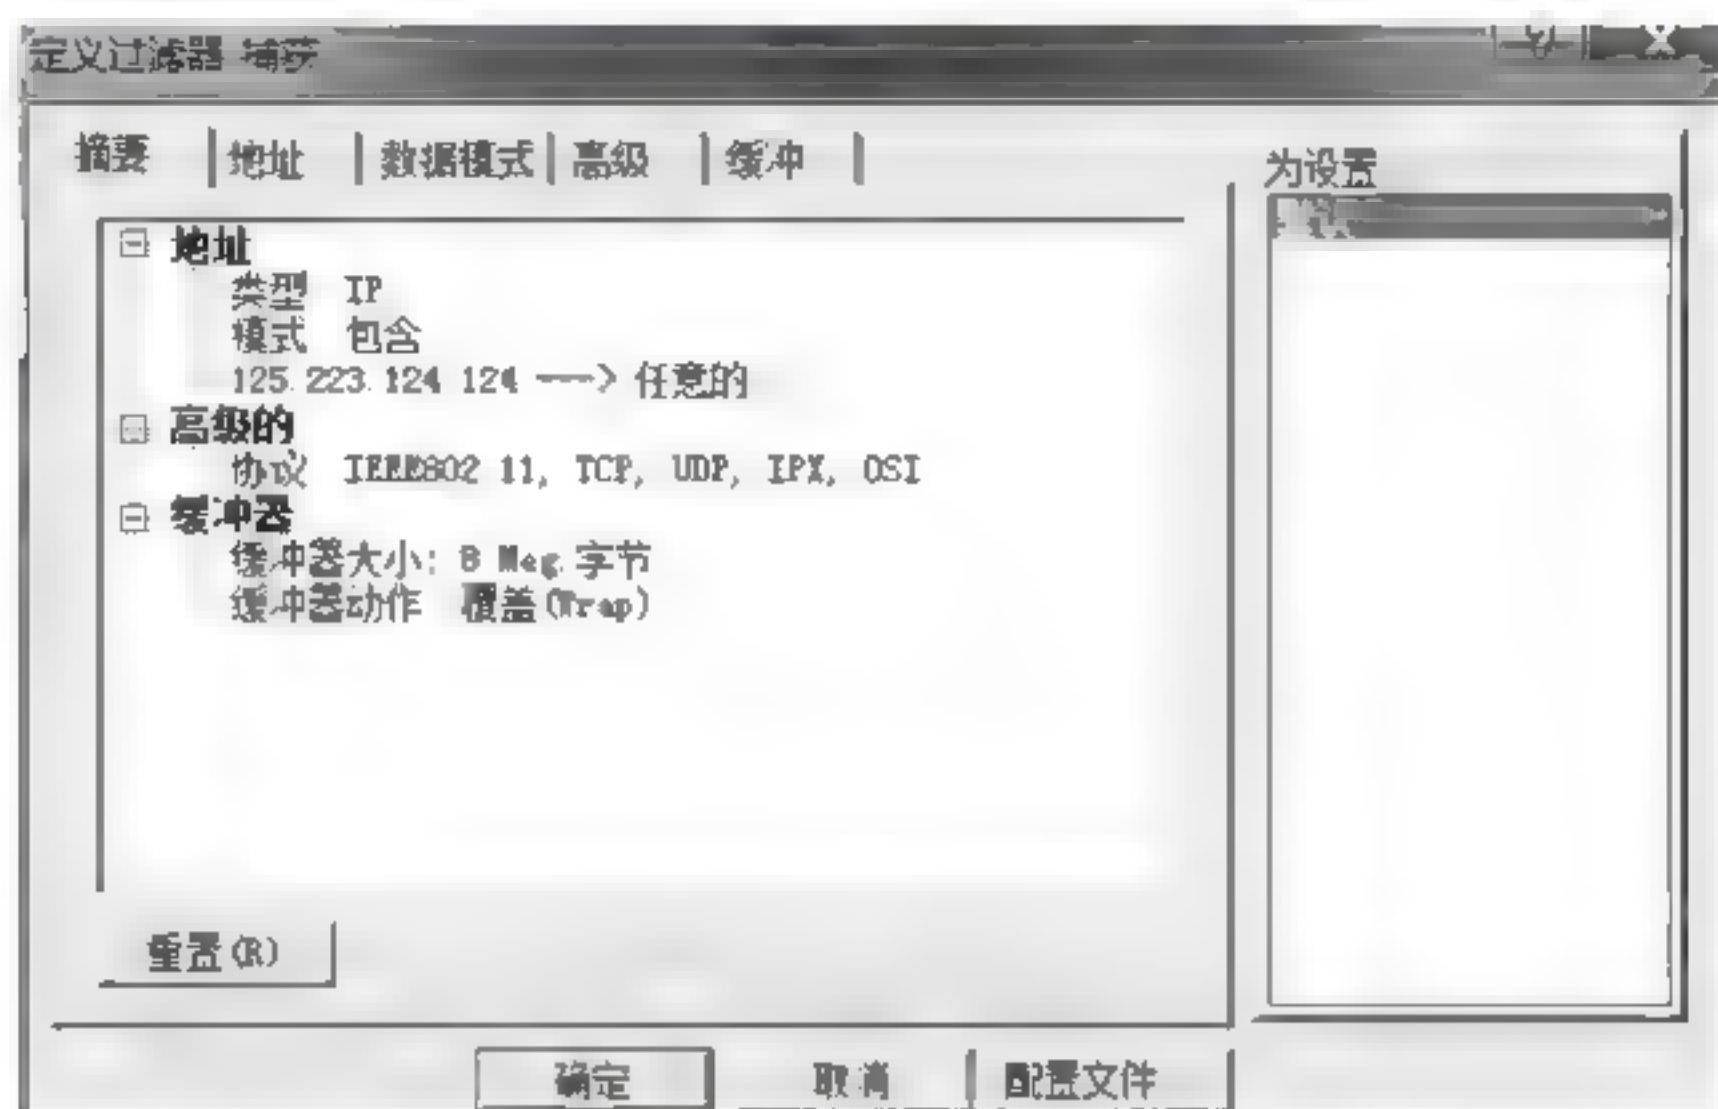 定义过滤器 捕获
摘要 地址 数据模式 高级 缓冲
为设置
地址
类型 IP
模式 包含
125.223.124 124 ——> 任意的
高级的
协议 IEEE802 11, TCP, UDP, IPX, OSI
缓冲器
缓冲器大小: 8 Meg 字节
缓冲器动作 覆盖(Wrap)
重置(R)
确定 取消 配置文件